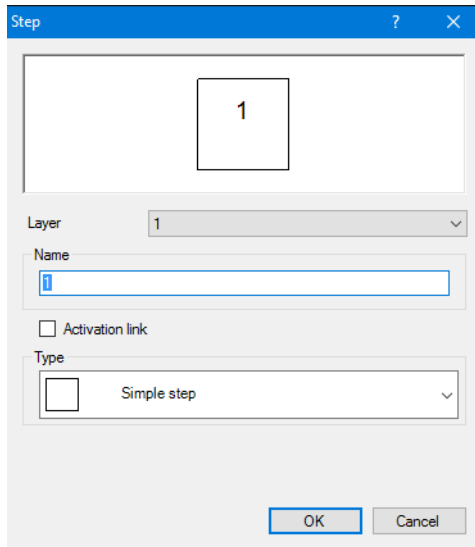 Step ?
1
Layer 1
Name
1
Activation link
Type
Simple step
OK Cancel